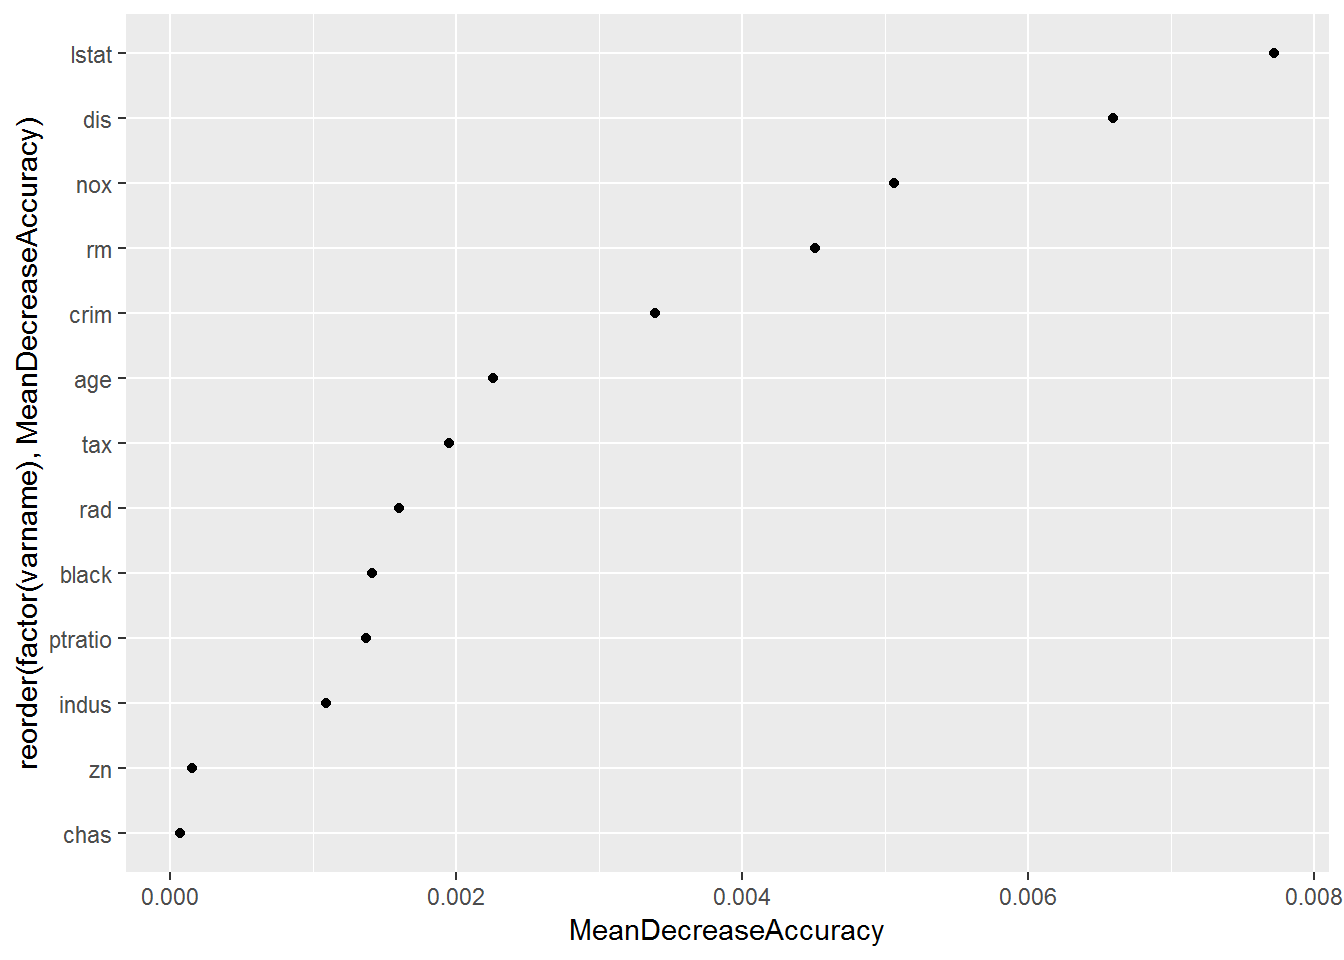 reorder(factor(varname), MeanDecreaseAccuracy)
lstat
dis
nox
rm
crim
age
tax
rad
black
ptratio
indus
zn
chas
0.000 0.002 0.004 0.006 0.008
MeanDecreaseAccuracy